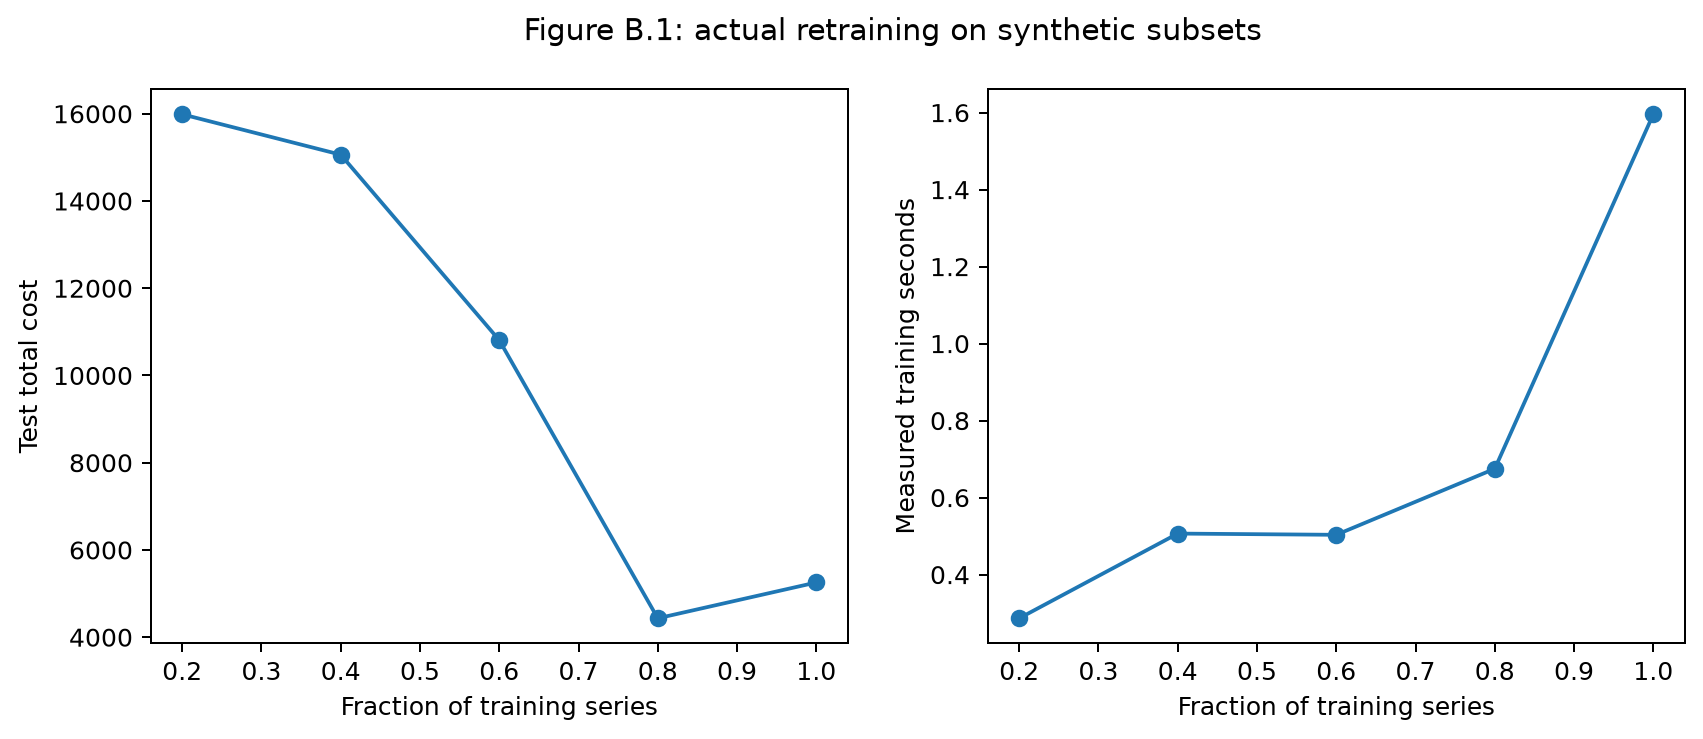 Figure B.1: actual retraining on synthetic subsets
Test total cost
16000
14000
12000
10000
8000
6000
4000
0.2 0.3 0.4 0.5 0.6 0.7 0.8 0.9 1.0
Fraction of training series
Measured training seconds
1.6
1.4
1.2
1.0
0.8
0.6
0.4
0.2 0.3 0.4 0.5 0.6 0.7 0.8 0.9 1.0
Fraction of training series